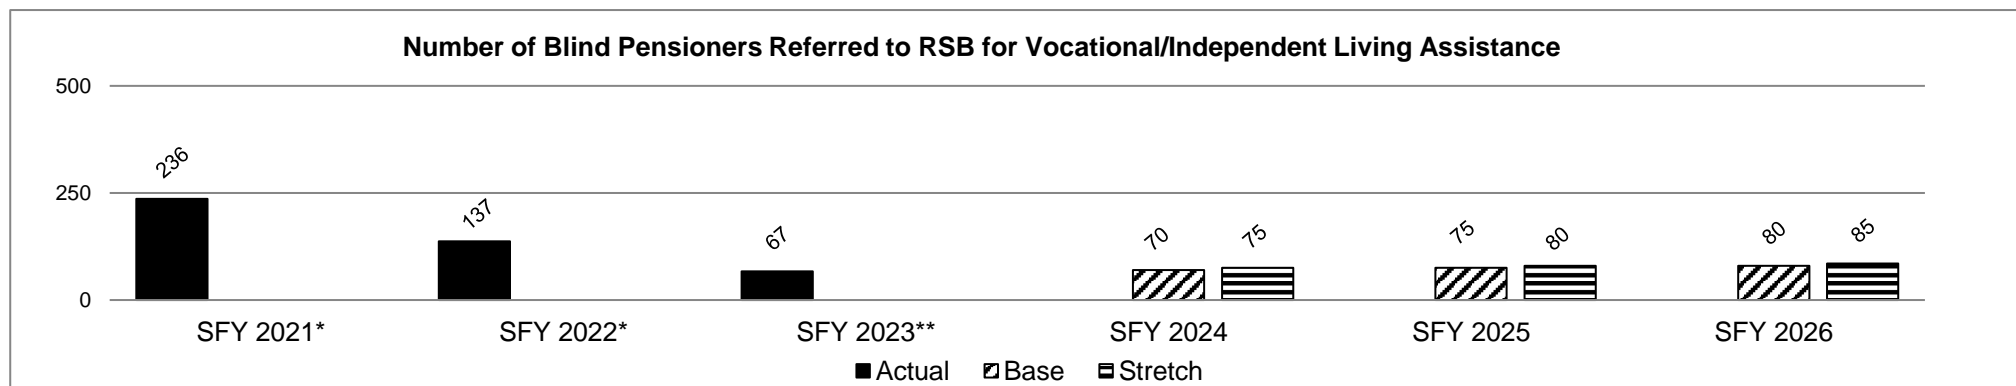 Number of Blind Pensioners Referred to RSB for Vocational/Independent Living Assistance
500
250
0
236
137
67
70
75
75
80
80
85
SFY 2021*
SFY 2022*
SFY 2023**
SFY 2024
SFY 2025
SFY 2026
Actual
Base
Stretch